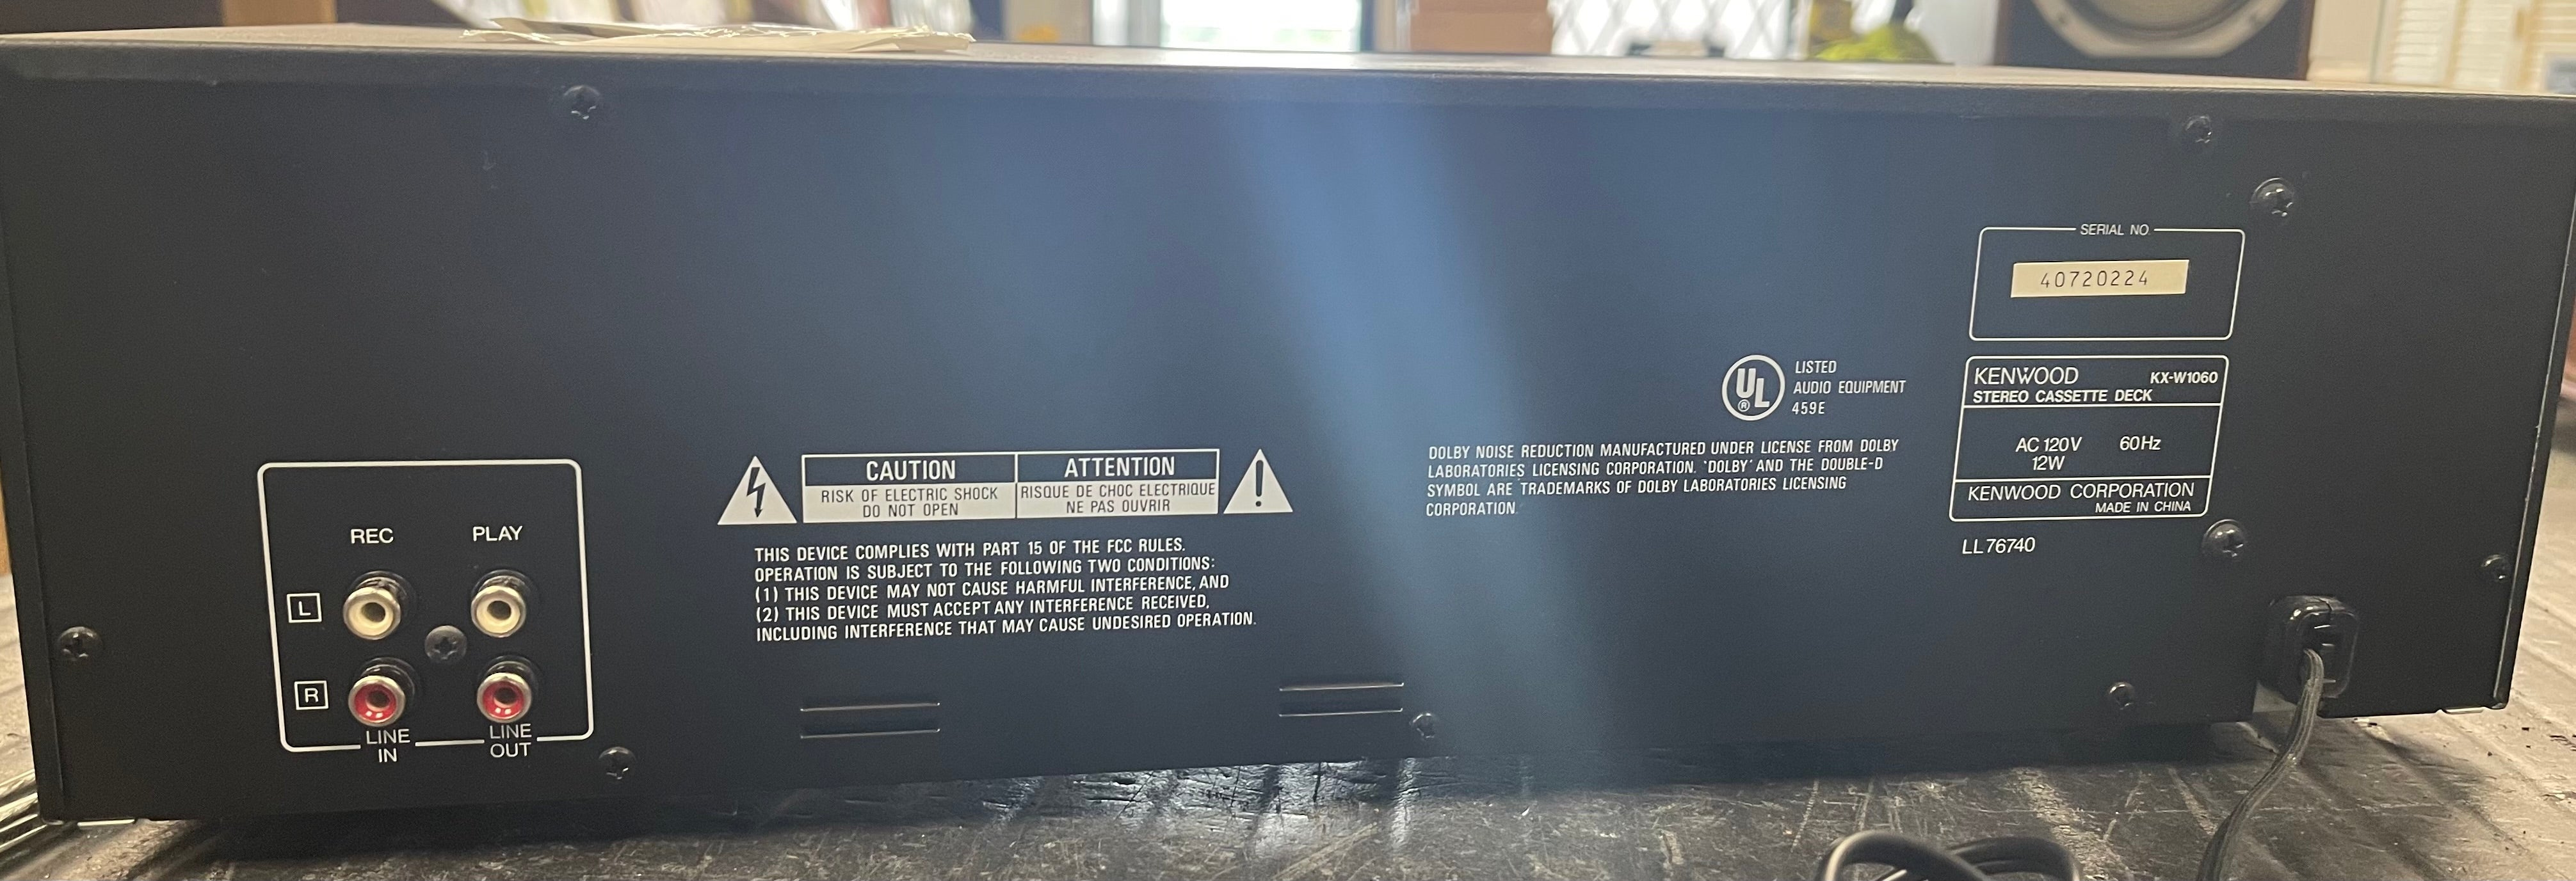 SERIAL NO.
40720224
UL
®
LISTED
AUDIO EQUIPMENT
459E
KENWOOD KX-W1060
STEREO CASSETTE DECK
AC 120V 60Hz
12W
KENWOOD CORPORATION
MADE IN CHINA
LL76740
DOLBY NOISE REDUCTION MANUFACTURED UNDER LICENSE FROM DOLBY
LABORATORIES LICENSING CORPORATION. 'DOLBY' AND THE DOUBLE-D
SYMBOL ARE TRADEMARKS OF DOLBY LABORATORIES LICENSING
CORPORATION.
CAUTION
RISK OF ELECTRIC SHOCK
DO NOT OPEN
ATTENTION
RISQUE DE CHOC ELECTRIQUE
NE PAS OUVRIR
THIS DEVICE COMPLIES WITH PART 15 OF THE FCC RULES.
OPERATION IS SUBJECT TO THE FOLLOWING TWO CONDITIONS:
(1) THIS DEVICE MAY NOT CAUSE HARMFUL INTERFERENCE, AND
(2) THIS DEVICE MUST ACCEPT ANY INTERFERENCE RECEIVED,
INCLUDING INTERFERENCE THAT MAY CAUSE UNDESIRED OPERATION.
REC PLAY
L
R
LINE IN
LINE OUT